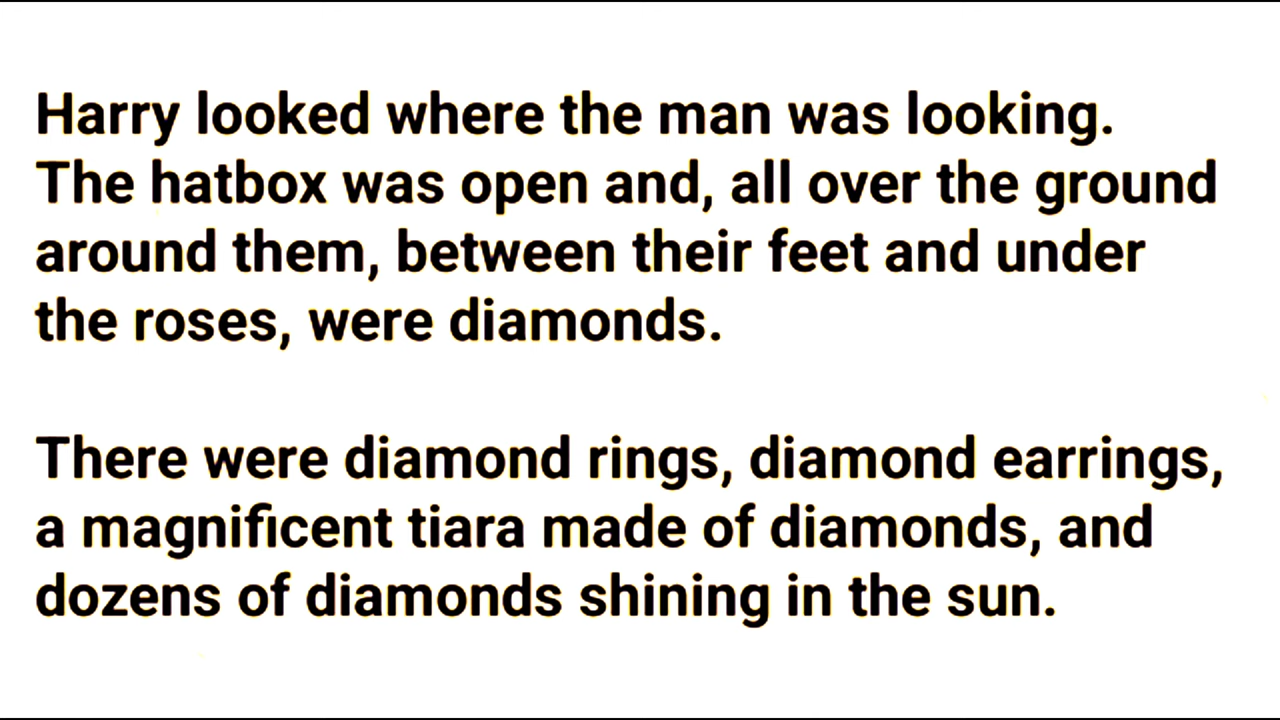 Harry looked where the man was looking.
The hatbox was open and, all over the ground
around them, between their feet and under
the roses, were diamonds.
There were diamond rings, diamond earrings,
a magnificent tiara made of diamonds, and
dozens of diamonds shining in the sun.